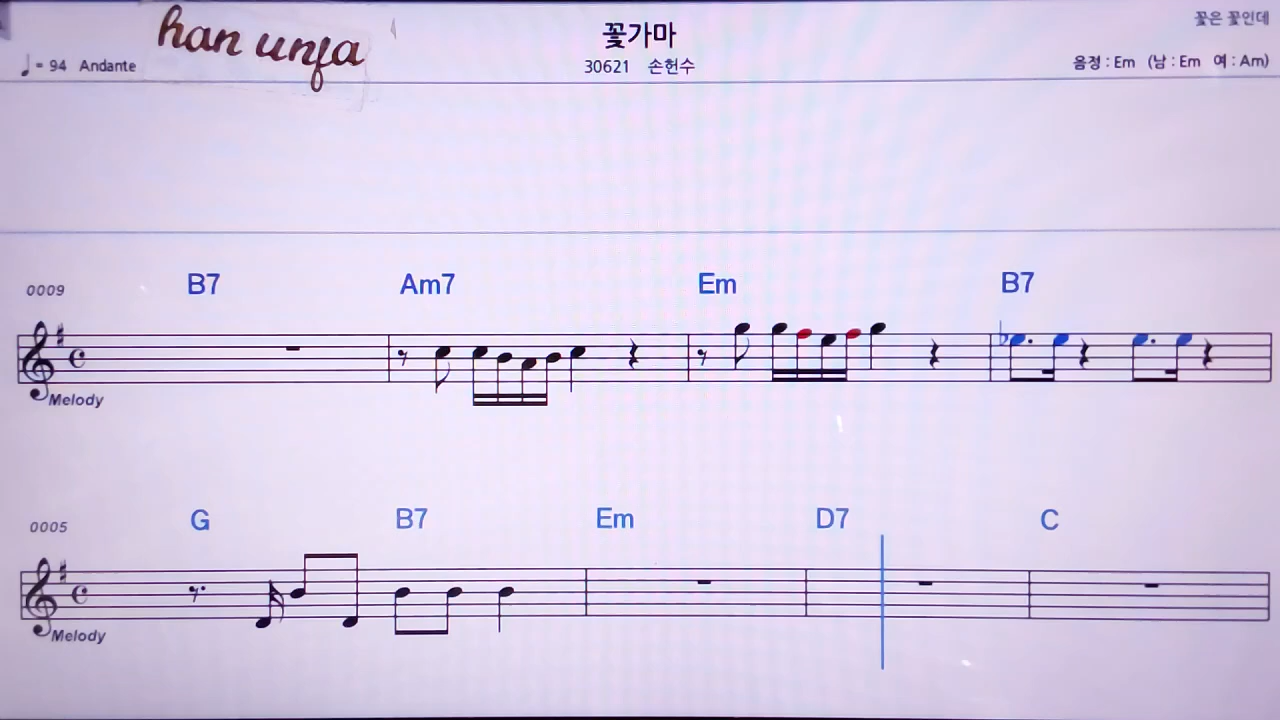 han unfa
꽃가마
꽃은 꽃인데
♩= 94 Andante
30621 손헌수
음정 : Em (남 : Em 여 : Am)
0009
B7 Am7 Em B7
Melody
0005
G B7 Em D7 C
Melody